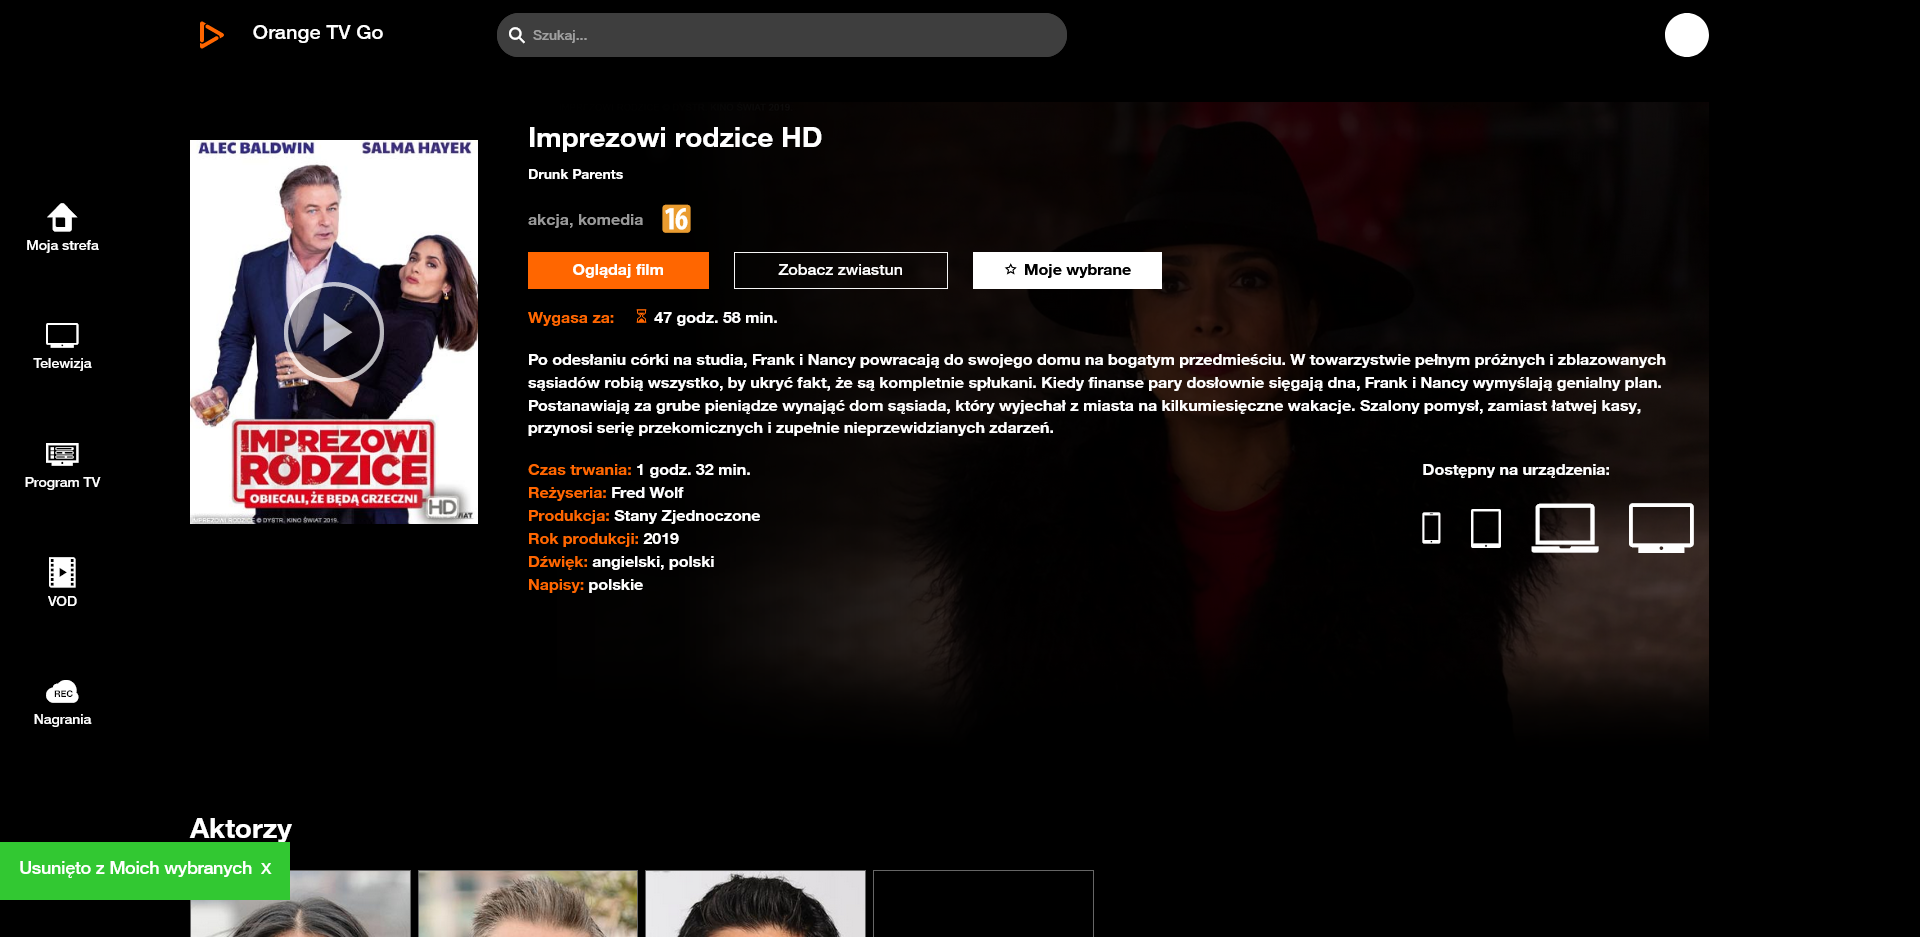 Orange TV Go
Szukaj...
Moja strefa
Telewizja
Program TV
VOD
REC
Nagrania
ALEC BALDWIN SALMA HAYEK
IMPREZOWI
RODZICE
OBIECALI, ŻE BĘDĄ GRZECZNI
HD
IMPREZOWI RODZICE © DYSTR. KINO ŚWIAT 2019.
Imprezowi rodzice HD
Drunk Parents
akcja, komedia 16
Oglądaj film
Zobacz zwiastun
Moje wybrane
Wygasa za: 47 godz. 58 min.
Po odesłaniu córki na studia, Frank i Nancy powracają do swojego domu na bogatym przedmieściu. W towarzystwie pełnym próżnych i zblazowanych
sąsiadów robią wszystko, by ukryć fakt, że są kompletnie spłukani. Kiedy finanse pary dosłownie sięgają dna, Frank i Nancy wymyślają genialny plan.
Postanawiają za grube pieniądze wynająć dom sąsiada, który wyjechał z miasta na kilkumiesięczne wakacje. Szalony pomysł, zamiast łatwej kasy,
przynosi serię przekomicznych i zupełnie nieprzewidzianych zdarzeń.
Czas trwania: 1 godz. 32 min.
Reżyseria: Fred Wolf
Produkcja: Stany Zjednoczone
Rok produkcji: 2019
Dźwięk: angielski, polski
Napisy: polskie
Dostępny na urządzenia:
Aktorzy
Usunięto z Moich wybranych X